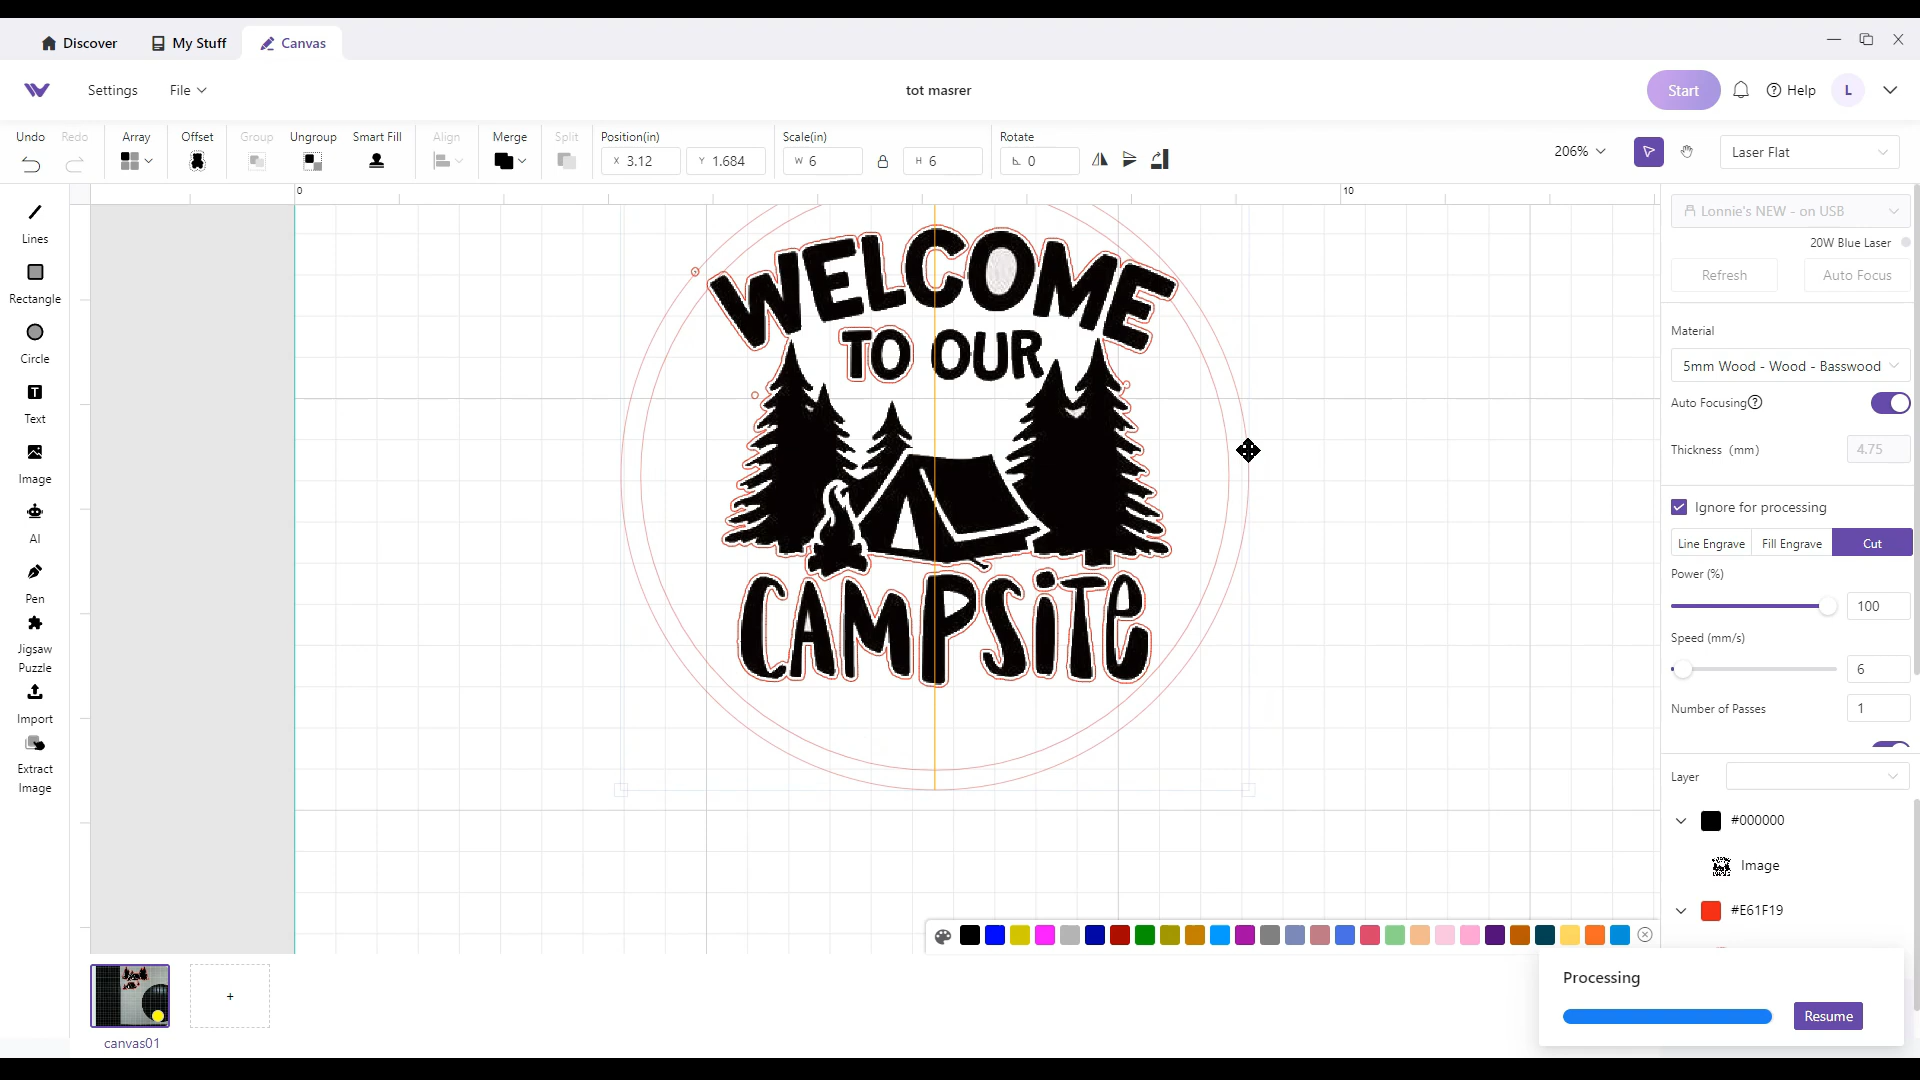 Discover My Stuff Canvas
Settings File tot masrer Start Help L
Undo Redo Array Offset Group Ungroup Smart Fill Align Merge Split Position(in) Scale(in) Rotate
X 3.12 Y 1.684 W 6 H 6 0 206% Laser Flat
0 10
Lines
Rectangle
Circle
Text
Image
AI
Pen
Jigsaw
Puzzle
Import
Extract
Image
WELCOME
TO OUR
CAMPSiTe
Lonnie's NEW - on USB
20W Blue Laser
Refresh Auto Focus
Material
5mm Wood - Wood - Basswood
Auto Focusing
Thickness (mm) 4.75
Ignore for processing
Line Engrave Fill Engrave Cut
Power (%)
100
Speed (mm/s)
6
Number of Passes 1
Layer
#000000
Image
#E61F19
Processing
Resume
+
canvas01